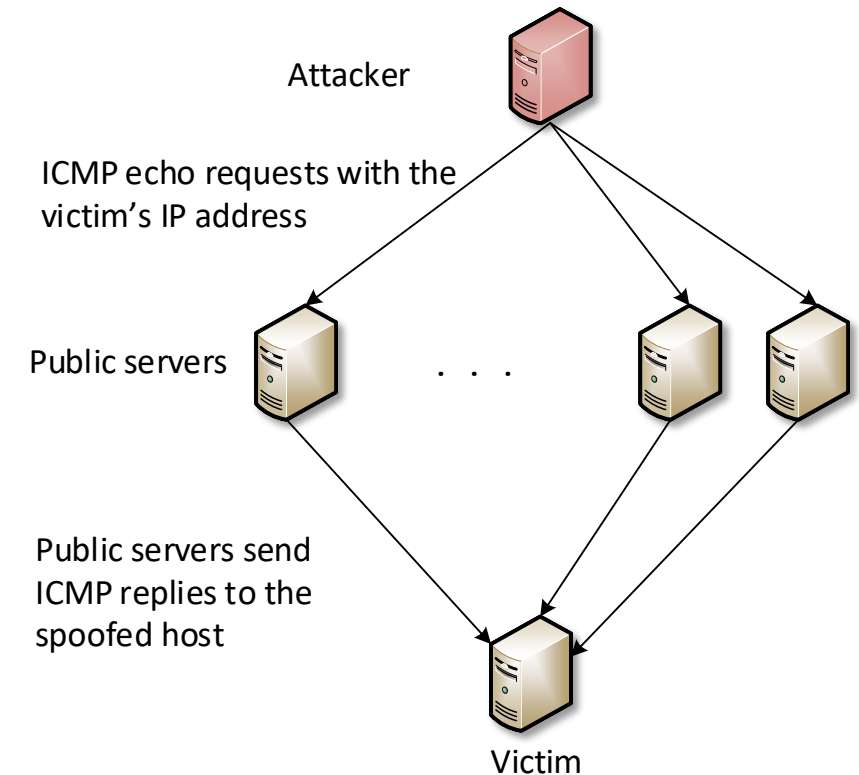 Attacker
ICMP echo requests with the
victim’s IP address
Public servers
. . .
Public servers send
ICMP replies to the
spoofed host
Victim